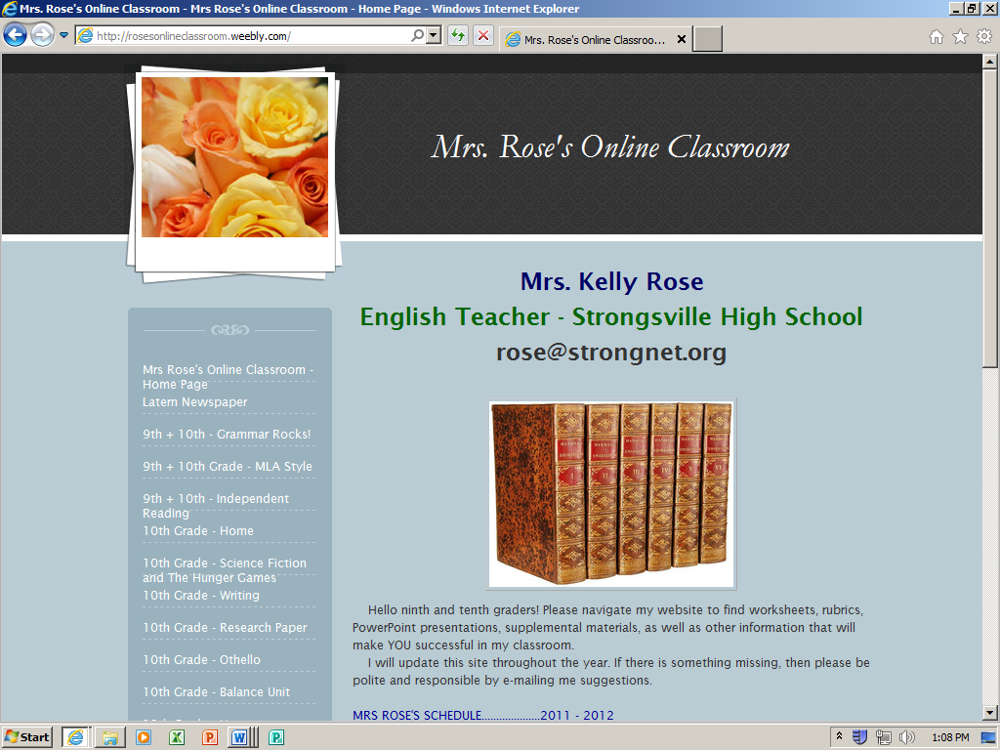 Mrs. Rose's Online Classroom - Mrs Rose's Online Classroom - Home Page - Windows Internet Explorer
http://rosesonlineclassroom.weebly.com/
Mrs. Rose's Online Classroo...
Mrs. Rose's Online Classroom
Mrs. Kelly Rose
English Teacher - Strongsville High School
rose@strongnet.org
Mrs Rose's Online Classroom -
Home Page
Latern Newspaper
9th + 10th - Grammar Rocks!
9th + 10th Grade - MLA Style
9th + 10th - Independent
Reading
10th Grade - Home
10th Grade - Science Fiction
and The Hunger Games
10th Grade - Writing
10th Grade - Research Paper
10th Grade - Othello
10th Grade - Balance Unit
I II III IV V VI
Hello ninth and tenth graders! Please navigate my website to find worksheets, rubrics,
PowerPoint presentations, supplemental materials, as well as other information that will
make YOU successful in my classroom.
I will update this site throughout the year. If there is something missing, then please be
polite and responsible by e-mailing me suggestions.
MRS ROSE'S SCHEDULE....................2011 - 2012
Start
1:08 PM